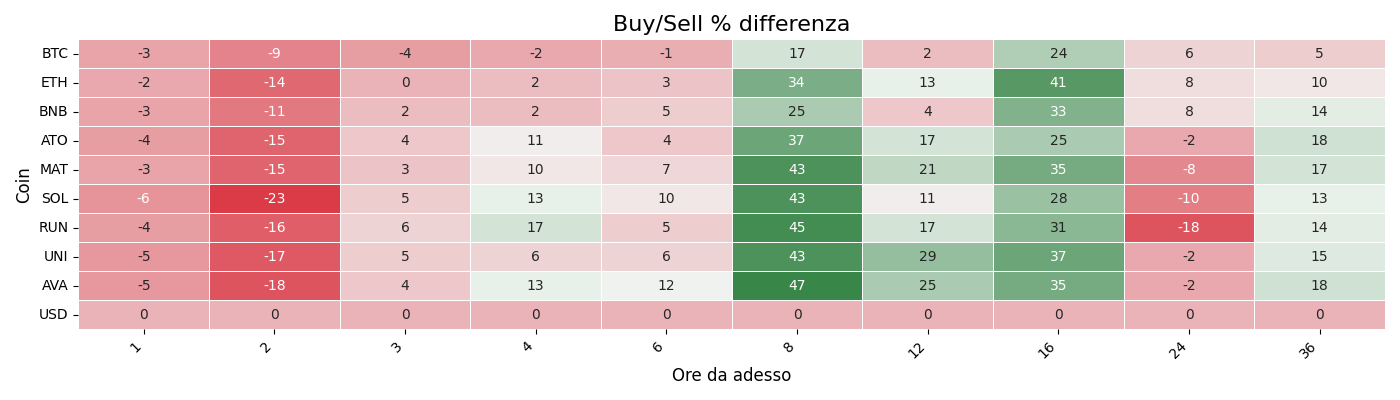 Buy/Sell % differenza
Coin
BTC -3 -9 -4 -2 -1 17 2 24 6 5
ETH -2 -14 0 2 3 34 13 41 8 10
BNB -3 -11 2 2 5 25 4 33 8 14
ATO -4 -15 4 11 4 37 17 25 -2 18
MAT -3 -15 3 10 7 43 21 35 -8 17
SOL -6 -23 5 13 10 43 11 28 -10 13
RUN -4 -16 6 17 5 45 17 31 -18 14
UNI -5 -17 5 6 6 43 29 37 -2 15
AVA -5 -18 4 13 12 47 25 35 -2 18
USD 0 0 0 0 0 0 0 0 0 0
1 2 3 4 6 8 12 16 24 36
Ore da adesso